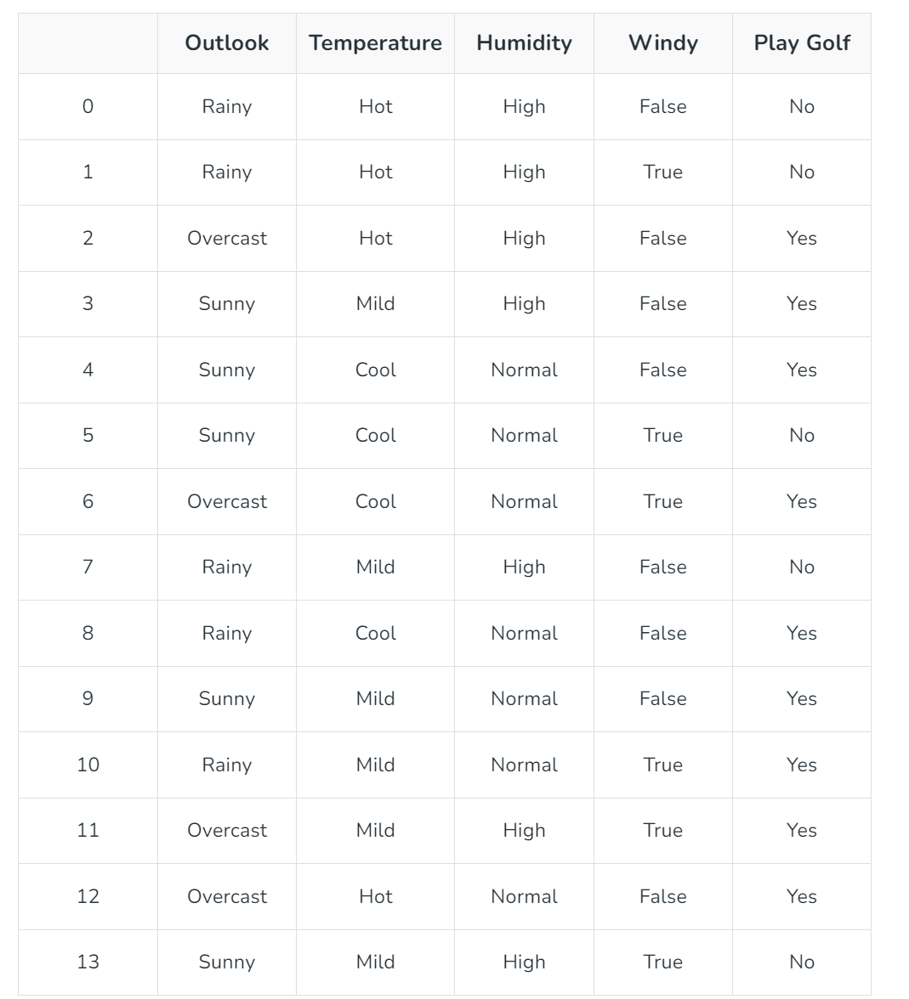 Outlook Temperature Humidity Windy Play Golf
0 Rainy Hot High False No
1 Rainy Hot High True No
2 Overcast Hot High False Yes
3 Sunny Mild High False Yes
4 Sunny Cool Normal False Yes
5 Sunny Cool Normal True No
6 Overcast Cool Normal True Yes
7 Rainy Mild High False No
8 Rainy Cool Normal False Yes
9 Sunny Mild Normal False Yes
10 Rainy Mild Normal True Yes
11 Overcast Mild High True Yes
12 Overcast Hot Normal False Yes
13 Sunny Mild High True No